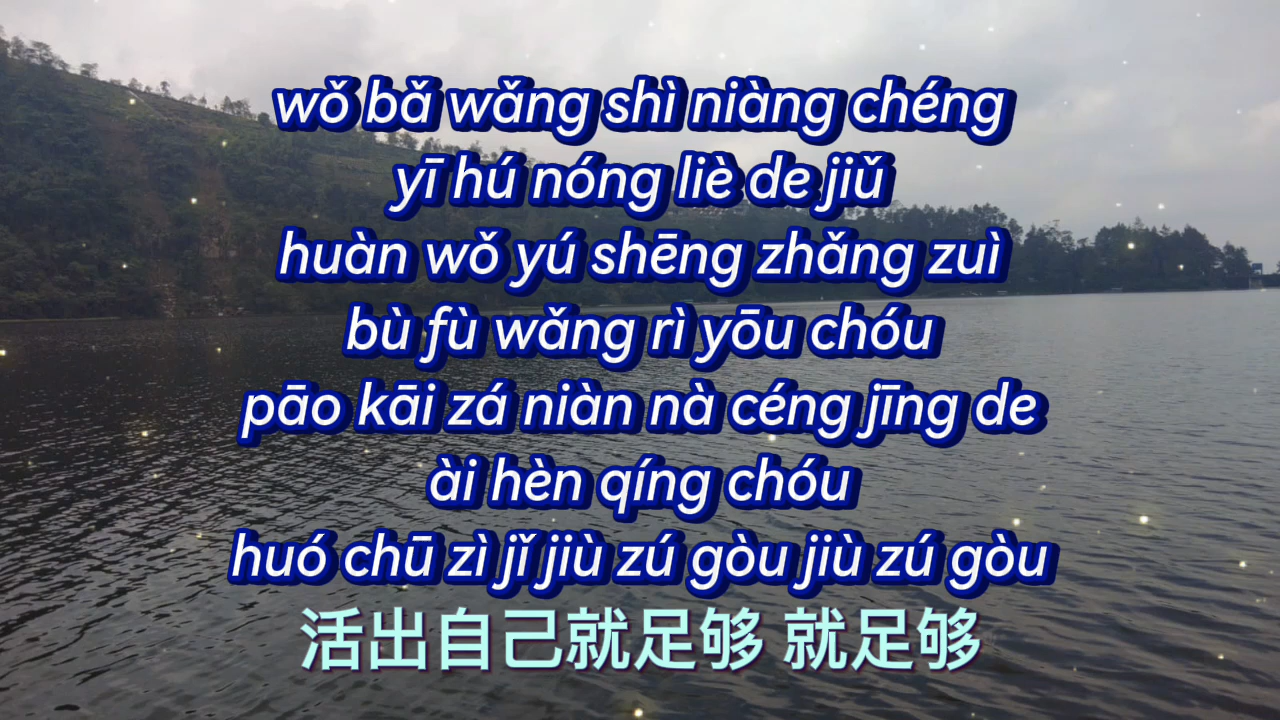 wǒ bǎ wǎng shì niàng chéng
yī hú nóng liè de jiǔ
huàn wǒ yú shēng zhǎng zuì
bù fù wǎng rì yōu chóu
pāo kāi zá niàn nà céng jīng de
ài hèn qíng chóu
huó chū zì jǐ jiù zú gòu jiù zú gòu
活出自己就足够 就足够